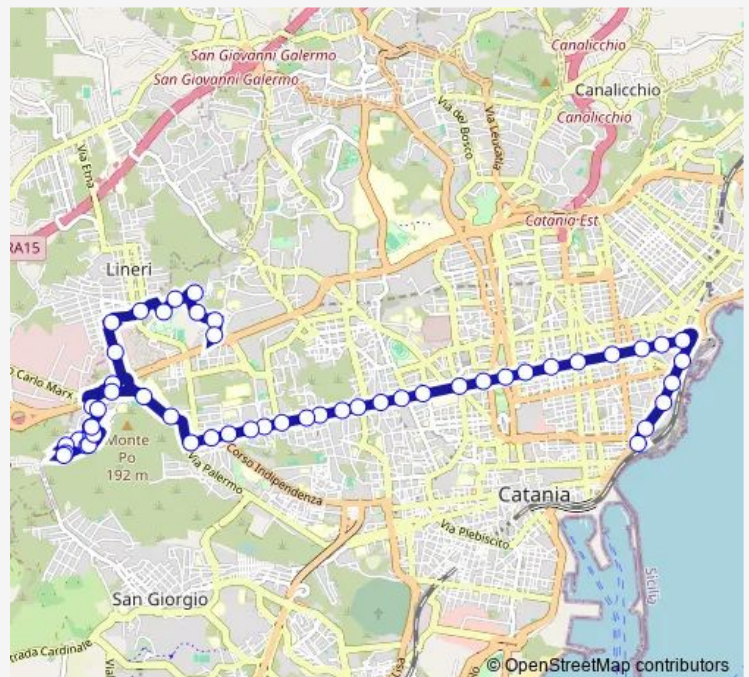 Canalicchio
San Giovanni Galermo
San Giovanni Galermo
Canalicchio
Canalicchio
Via del Bosco
Via Leucatia
Via Etna
Catania-Est
RA15
Lineri
o Carlo Marx
Monte
Po
192 m
Via Palermo
Corso Indipendenza
Catania
Via Plebiscito
San Giorgio
Sicilia
trada Cardinale
Via
© OpenStreetMap contributors